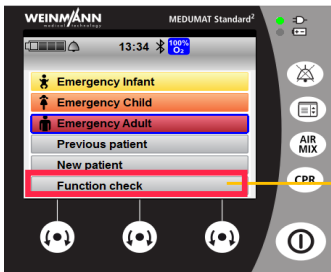 WEINMANN
medical technology
MEDUMAT Standard²
13:34
100%
O₂
Emergency Infant
Emergency Child
Emergency Adult
Previous patient
New patient
Function check
AIR
MIX
CPR